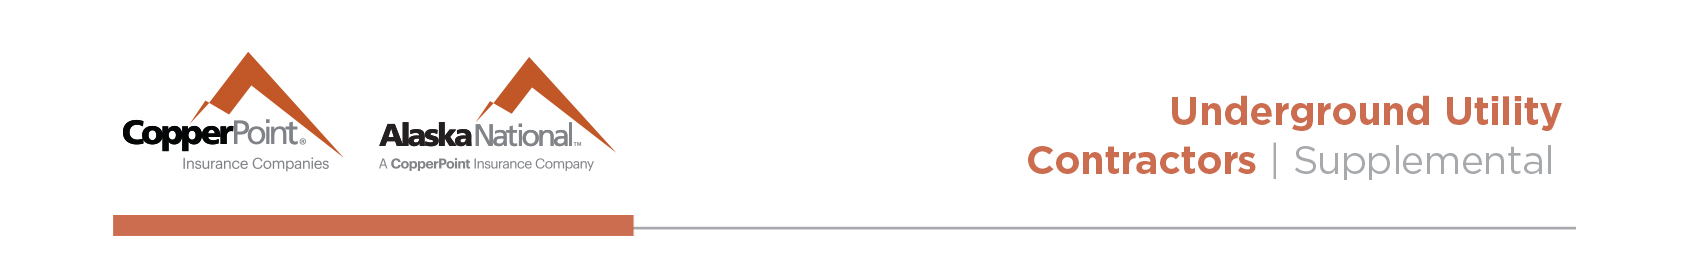 CopperPoint®
Insurance Companies
AlaskaNational™
A CopperPoint Insurance Company
Underground Utility
Contractors | Supplemental